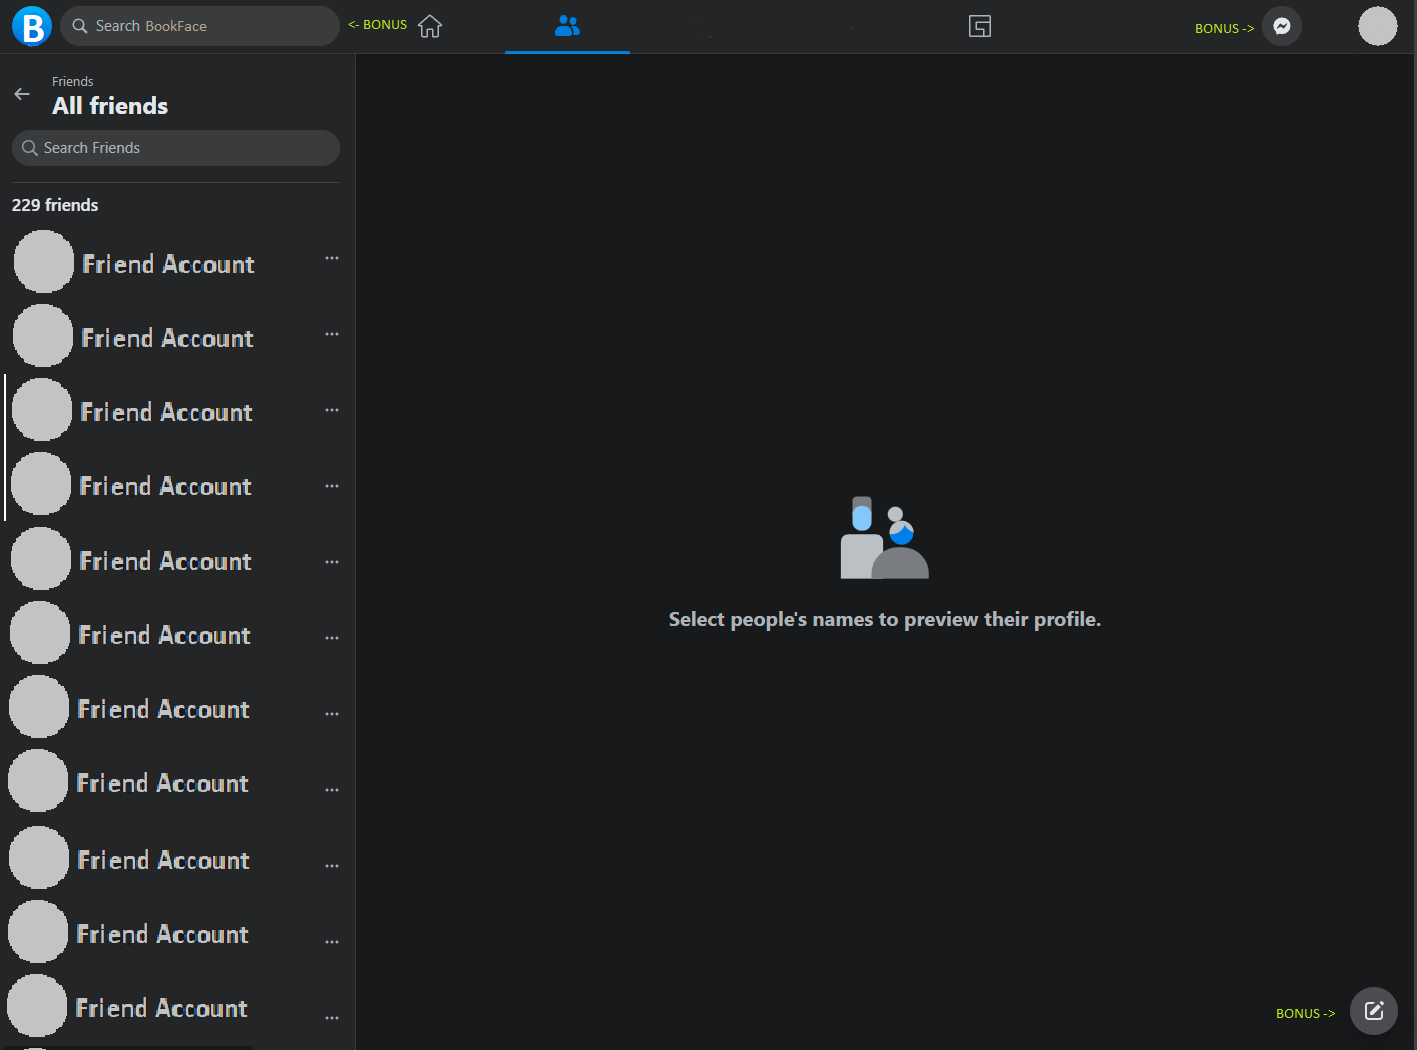 B Search BookFace <- BONUS BONUS ->
Friends
All friends
Search Friends
229 friends
Friend Account
Friend Account
Friend Account
Friend Account
Friend Account
Friend Account
Friend Account
Friend Account
Friend Account
Friend Account
Friend Account
Select people's names to preview their profile.
BONUS ->